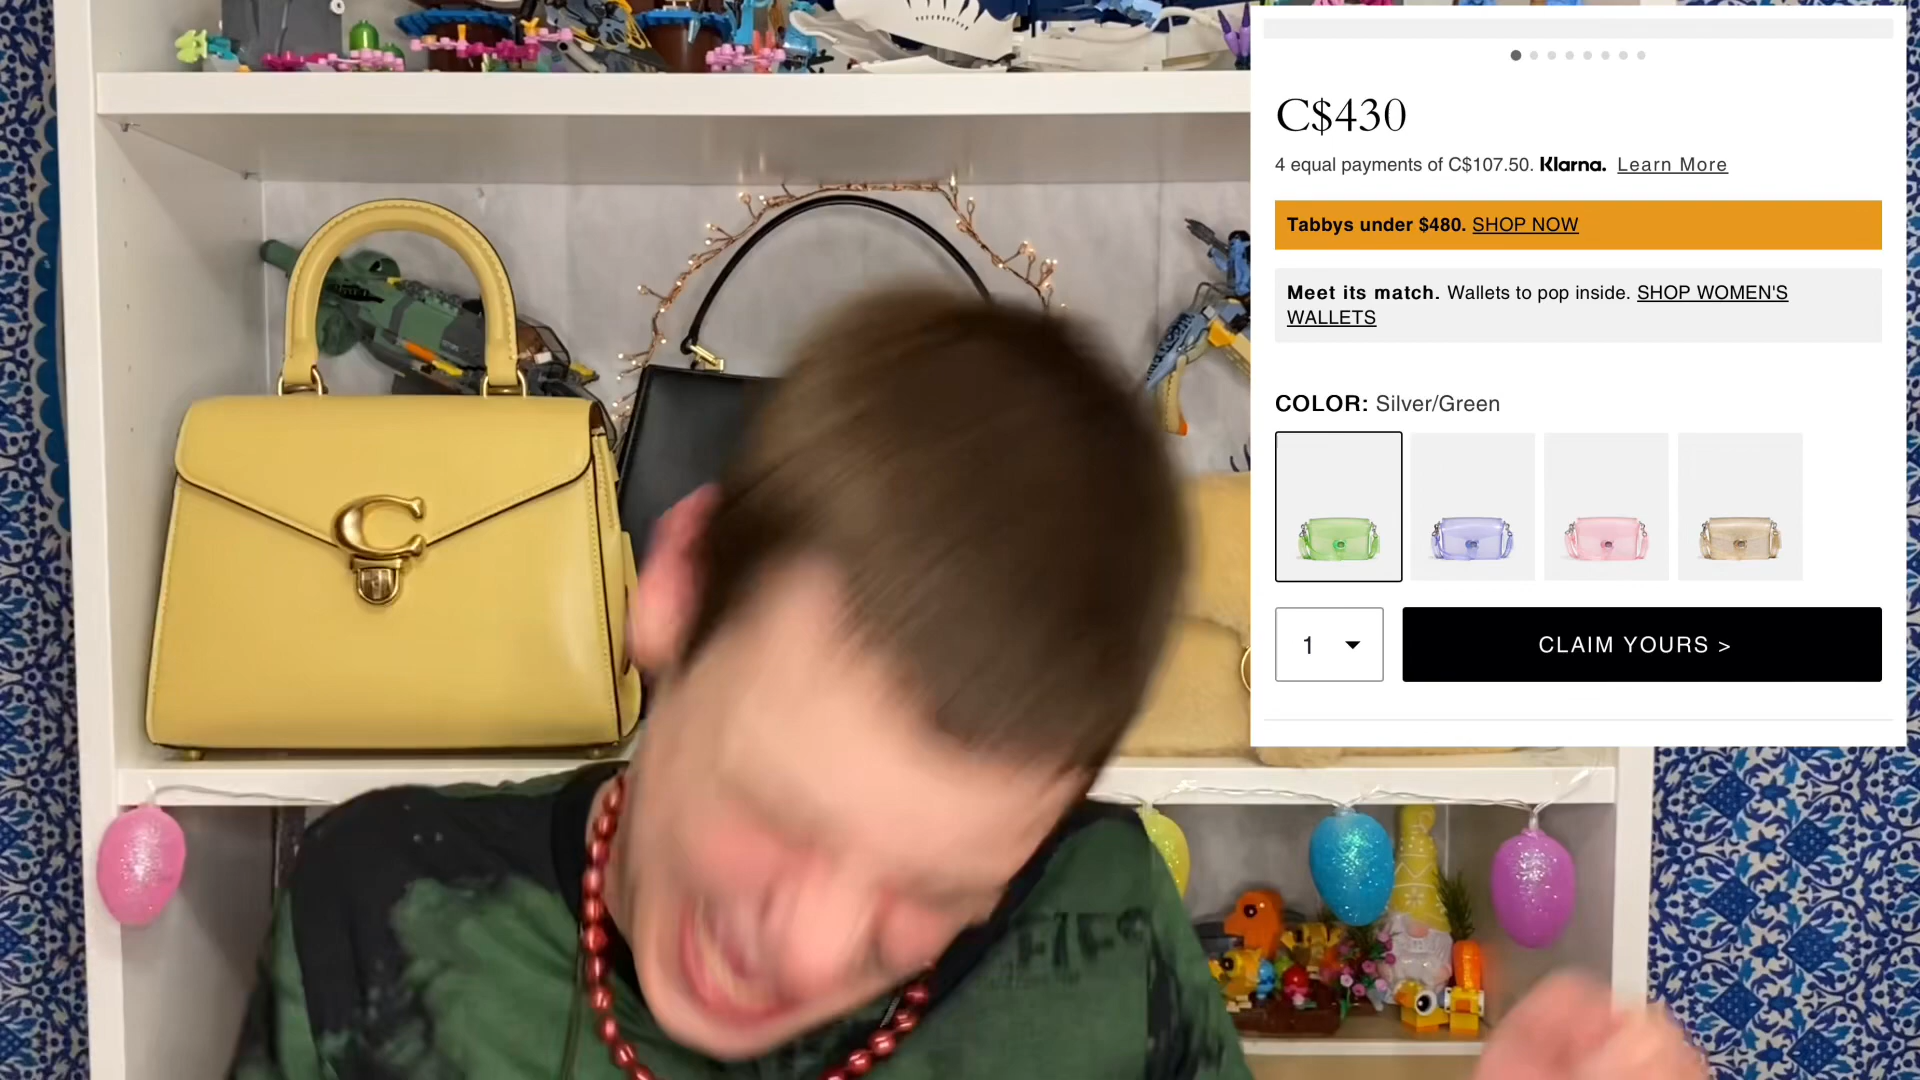 C$430
4 equal payments of C$107.50. Klarna. Learn More
Tabbys under $480. SHOP NOW
Meet its match. Wallets to pop inside. SHOP WOMEN'S
WALLETS
COLOR: Silver/Green
1
CLAIM YOURS >